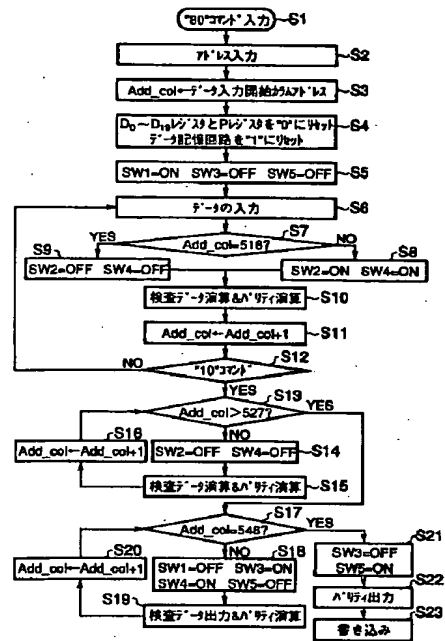 "80"コマンド入力 S1
アドレス入力 S2
Add_col←データ入力開始カラムアドレス S3
D0～D19レジスタとPレジスタを"0"にリセット
データ記憶回路を"1"にリセット S4
SW1=ON SW3=OFF SW5=OFF S5
データの入力 S6
Add_col=518? S7
YES
NO
S9
SW2=OFF SW4=OFF
S8
SW2=ON SW4=ON
検査データ演算&パリティ演算 S10
Add_col←Add_col+1 S11
"10"コマンド S12
NO
YES
Add_col>527? S13
YES
NO
Add_col←Add_col+1 S16
SW2=OFF SW4=OFF S14
検査データ演算&パリティ演算 S15
Add_col=548? S17
YES
NO
Add_col←Add_col+1 S20
SW1=OFF SW3=ON
SW4=ON SW5=OFF S18
検査データ出力&パリティ演算 S19
SW3=OFF
SW5=ON S21
パリティ出力 S22
書き込み S23